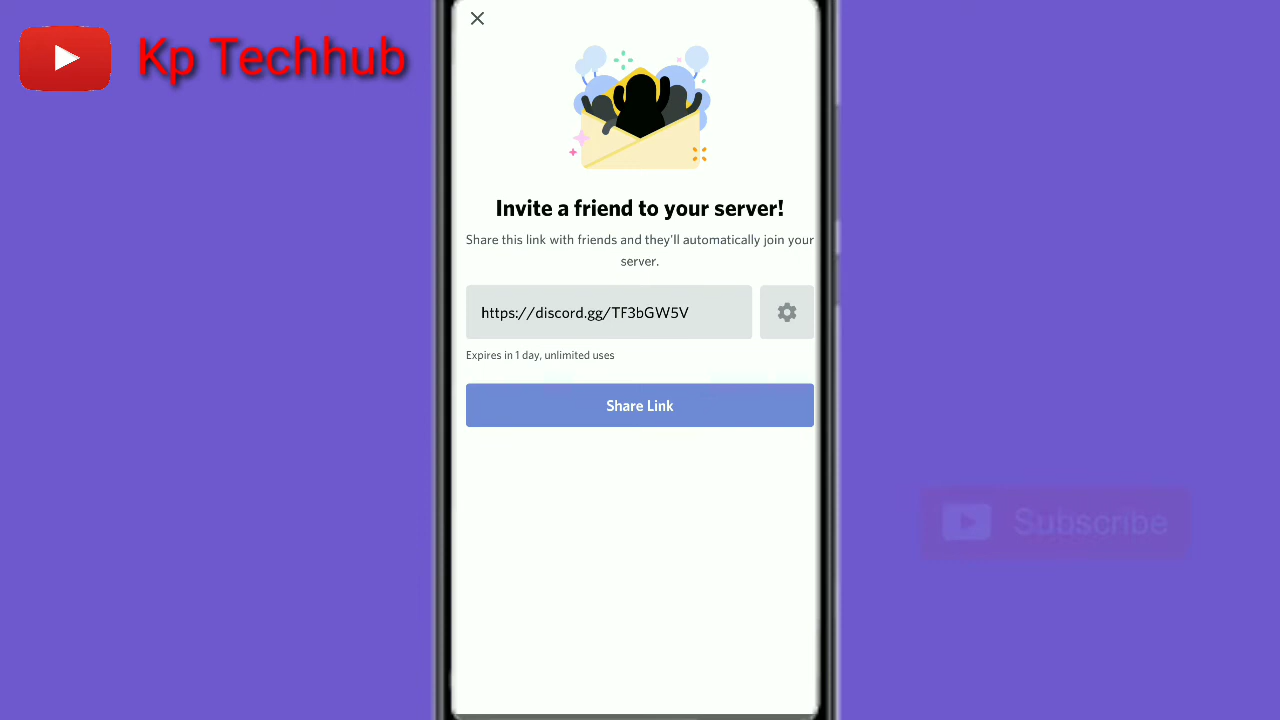 Kp Techhub
Invite a friend to your server!
Share this link with friends and they'll automatically join your
server.
https://discord.gg/TF3bGW5V
Expires in 1 day, unlimited uses
Share Link
Subscribe